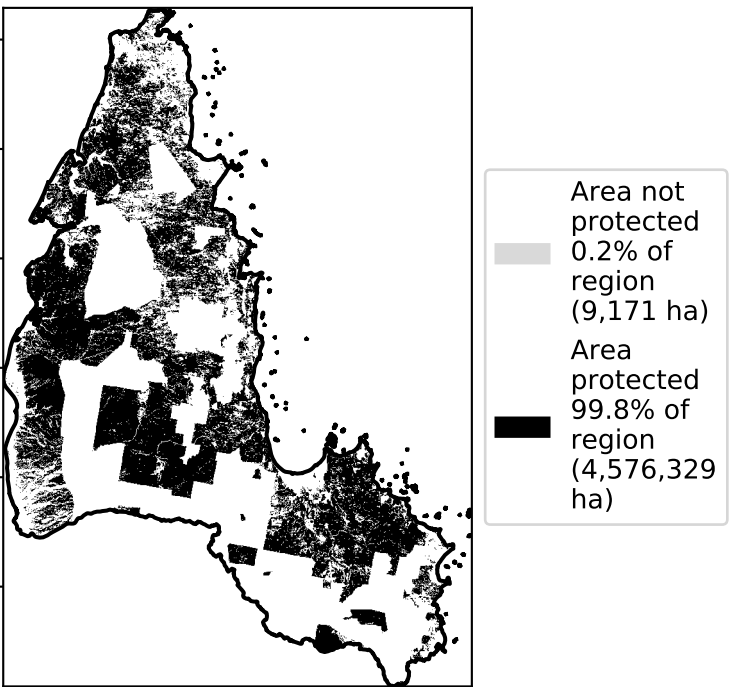 Area not
protected
0.2% of
region
(9,171 ha)
Area
protected
99.8% of
region
(4,576,329
ha)